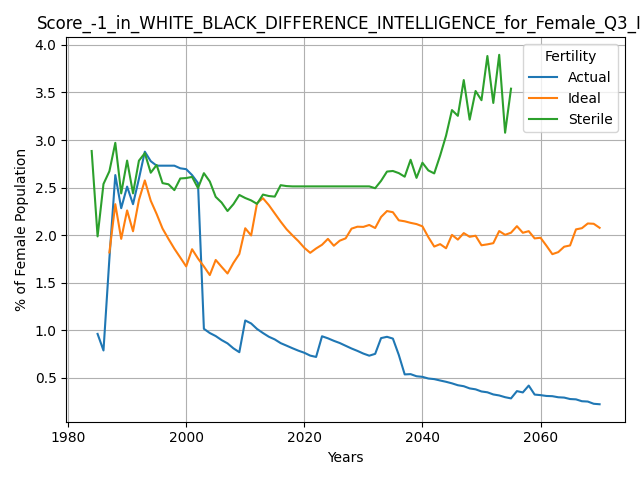 Score_-1_in_WHITE_BLACK_DIFFERENCE_INTELLIGENCE_for_Female_Q3_I
Fertility
Actual
Ideal
Sterile
% of Female Population
4.0
3.5
3.0
2.5
2.0
1.5
1.0
0.5
1980 2000 2020 2040 2060
Years